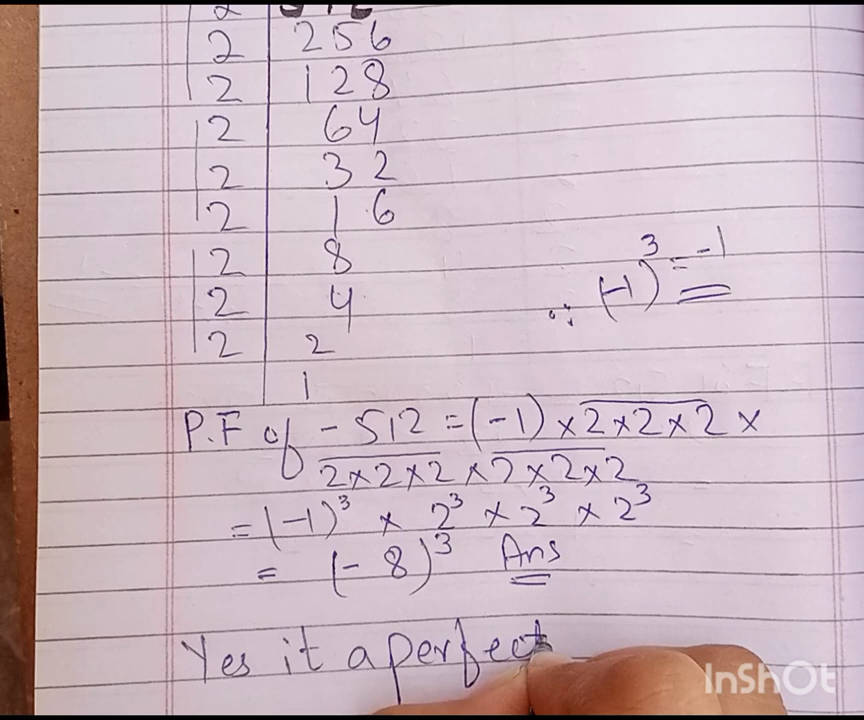 2 512
2 256
2 128
2 64
2 32
2 16
2 8
2 4
2 2
1
∴ (-1)³ = -1
P.F of - 512 = (-1) × 2×2×2 ×
2×2×2 × 2×2×2
= (-1)³ × 2³ × 2³ × 2³
= (-8)³ Ans
Yes it a perfect
InShOt